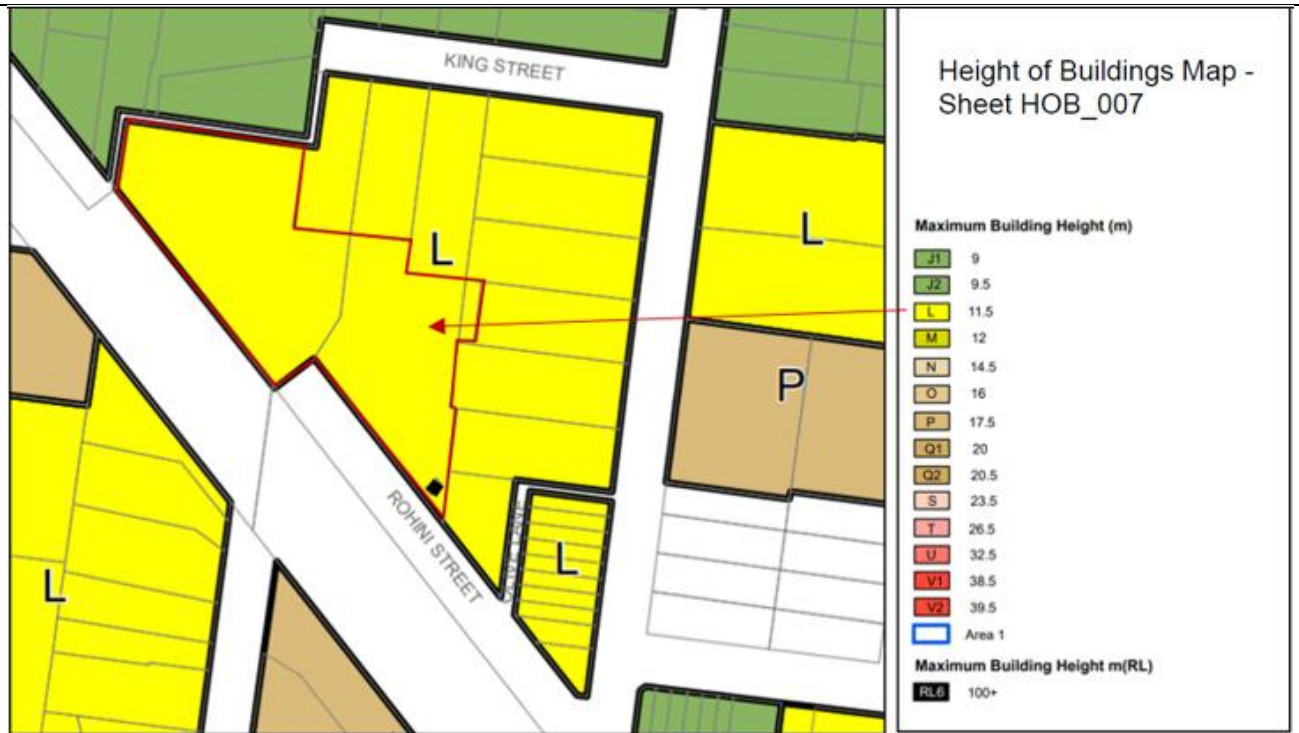 KING STREET
L
L
P
ROHINI STREET
L
L
Height of Buildings Map -
Sheet HOB_007
Maximum Building Height (m)
J1 9
J2 9.5
L 11.5
M 12
N 14.5
O 16
P 17.5
Q1 20
Q2 20.5
S 23.5
T 26.5
U 32.5
V1 38.5
V2 39.5
Area 1
Maximum Building Height m(RL)
RL6 100+